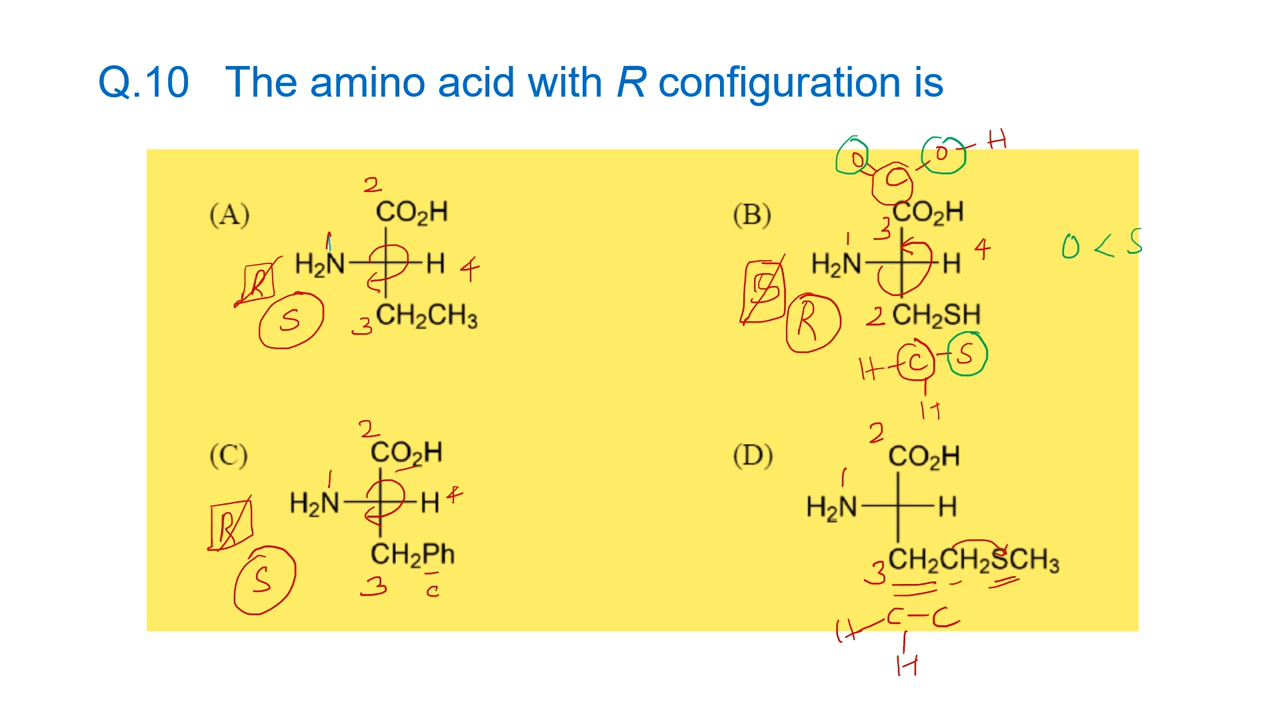 Q.10 The amino acid with R configuration is
O
O
H
C
2
(A)
CO₂H
(B)
CO₂H
1
3
1
4
O < S
H₂N
H
4
H₂N
H
R
S
S
R
3
CH₂CH₃
2
CH₂SH
H
C
S
H
2
2
(C)
CO₂H
(D)
CO₂H
1
1
H₂N
H
4
H₂N
H
R
S
CH₂Ph
3
CH₂CH₂SCH₃
3
C
H
C-C
H